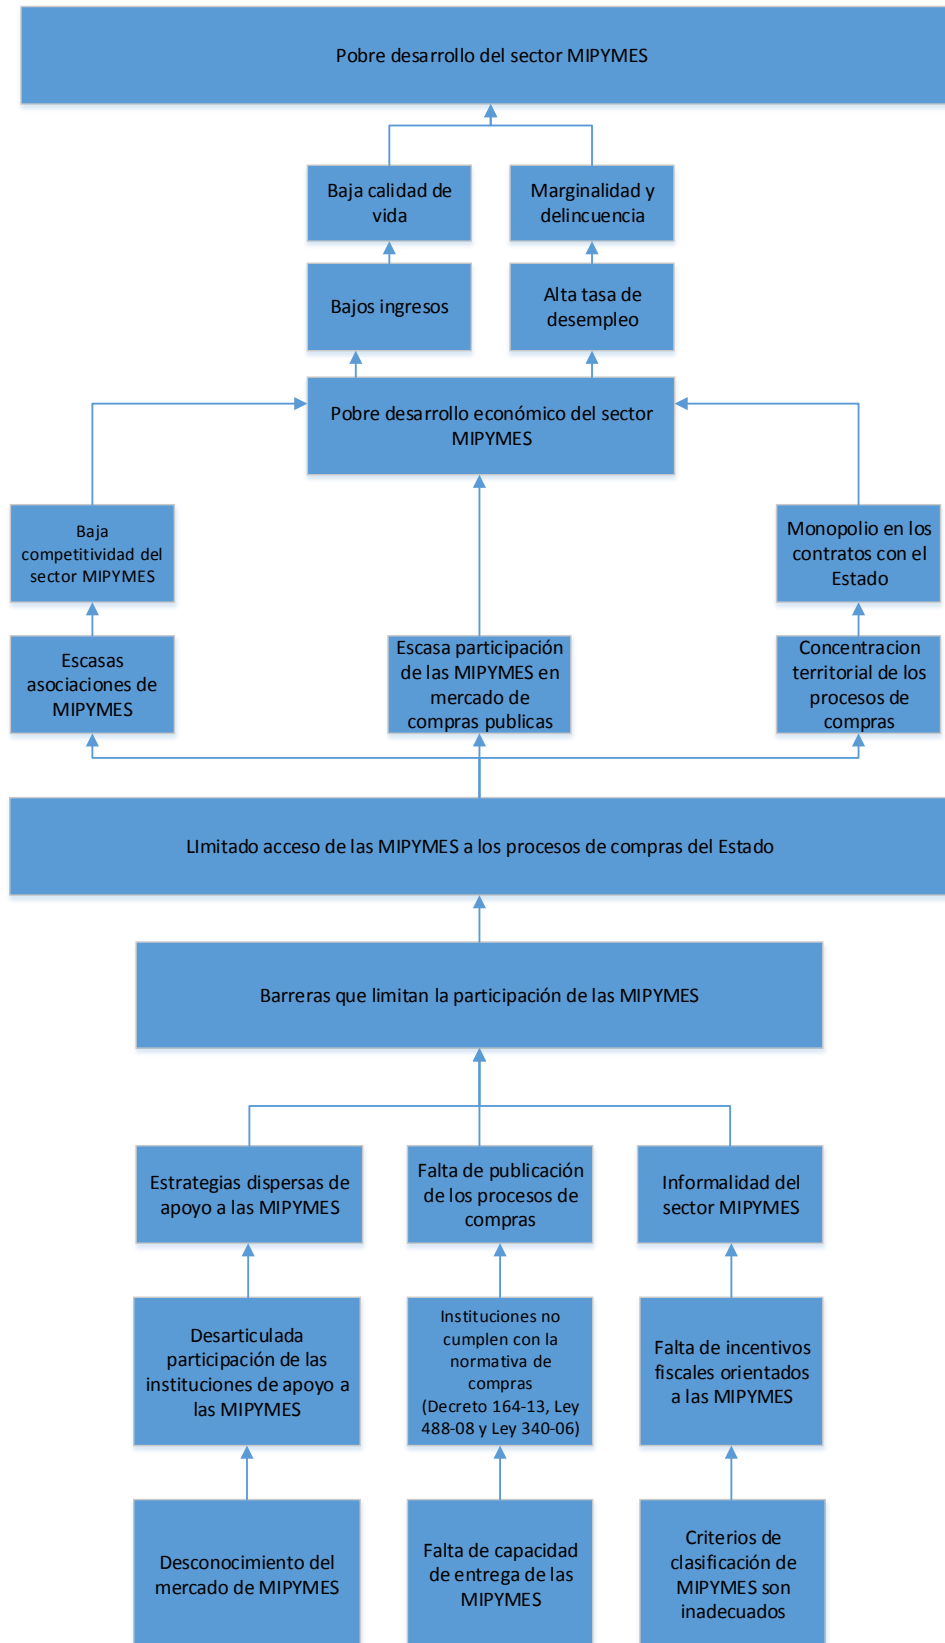 Pobre desarrollo del sector MIPYMES
Baja calidad de
vida
Marginalidad y
delincuencia
Bajos ingresos
Alta tasa de
desempleo
Pobre desarrollo económico del sector
MIPYMES
Baja
competitividad del
sector MIPYMES
Monopolio en los
contratos con el
Estado
Escasas
asociaciones de
MIPYMES
Escasa participación
de las MIPYMES en
mercado de
compras publicas
Concentracion
territorial de los
procesos de
compras
LImitado acceso de las MIPYMES a los procesos de compras del Estado
Barreras que limitan la participación de las MIPYMES
Estrategias dispersas de
apoyo a las MIPYMES
Falta de publicación
de los procesos de
compras
Informalidad del
sector MIPYMES
Desarticulada
participación de las
instituciones de apoyo a
las MIPYMES
Instituciones no
cumplen con la
normativa de
compras
(Decreto 164-13, Ley
488-08 y Ley 340-06)
Falta de incentivos
fiscales orientados
a las MIPYMES
Desconocimiento del
mercado de MIPYMES
Falta de capacidad
de entrega de las
MIPYMES
Criterios de
clasificación de
MIPYMES son
inadecuados